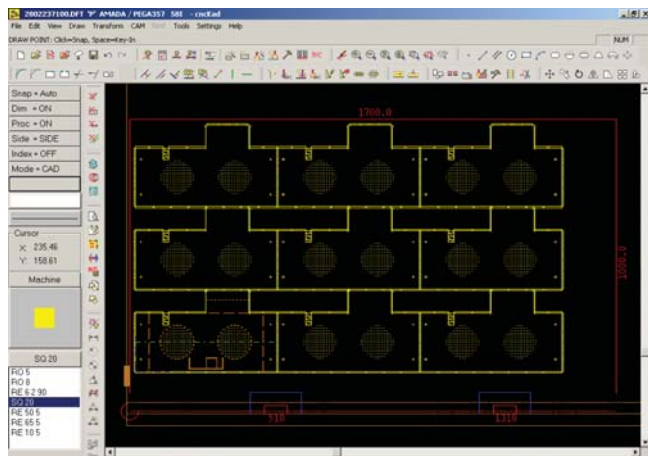 2802237100.DFT 'P' AMADA / PEGA357 58I - cncKad
File Edit View Draw Transform CAM Tools Settings Help
DRAW POINT: Click=Snap, Space=Key-In.
NUM
Snap = Auto
Dim = ON
Proc = ON
Side = SIDE
Index = OFF
Mode = CAD
Cursor
X: 235.46
Y: 158.61
Machine
SQ 20
RO 5
RO 8
RE 6 2 90
SQ 20
RE 50 5
RE 65 5
RE 10 5
1700.0
1000.0
510
1310